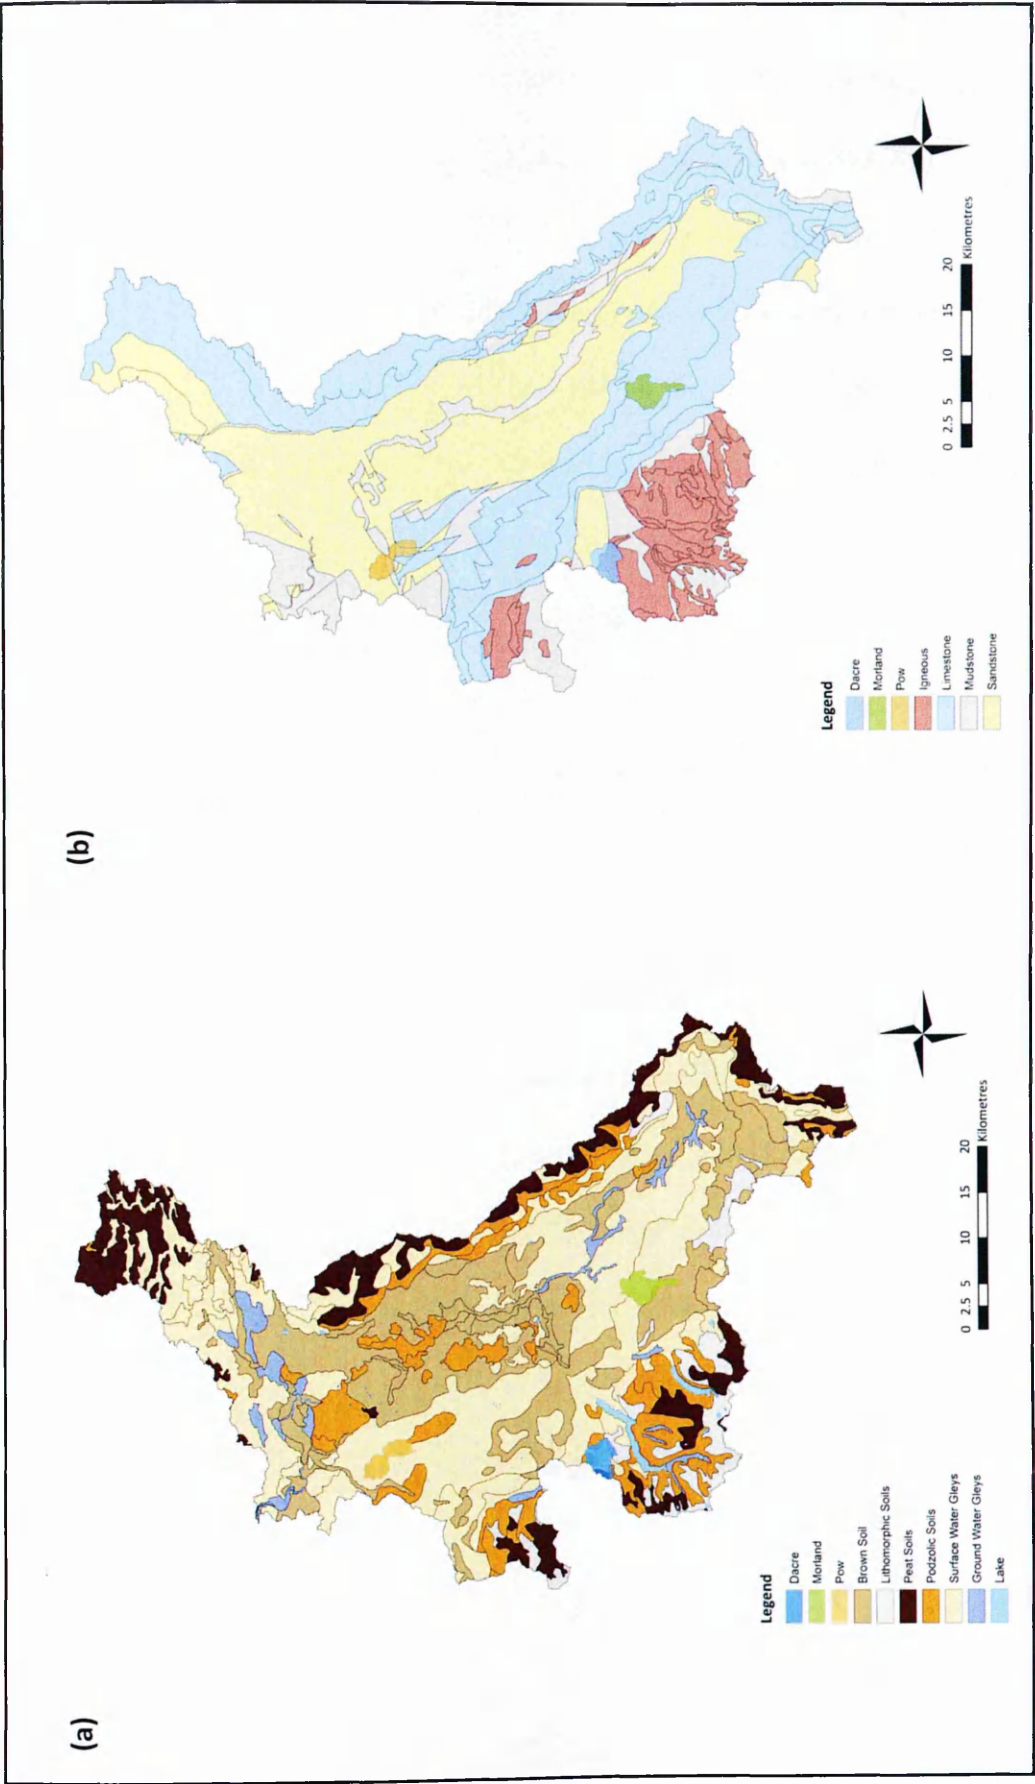 (a)
Legend
Dacre
Morland
Pow
Brown Soil
Lithomorphic Soils
Peat Soils
Podzolic Soils
Surface Water Gleys
Ground Water Gleys
Lake
0 2.5 5 10 15 20
Kilometres
(b)
Legend
Dacre
Morland
Pow
Igneous
Limestone
Mudstone
Sandstone
0 2.5 5 10 15 20
Kilometres